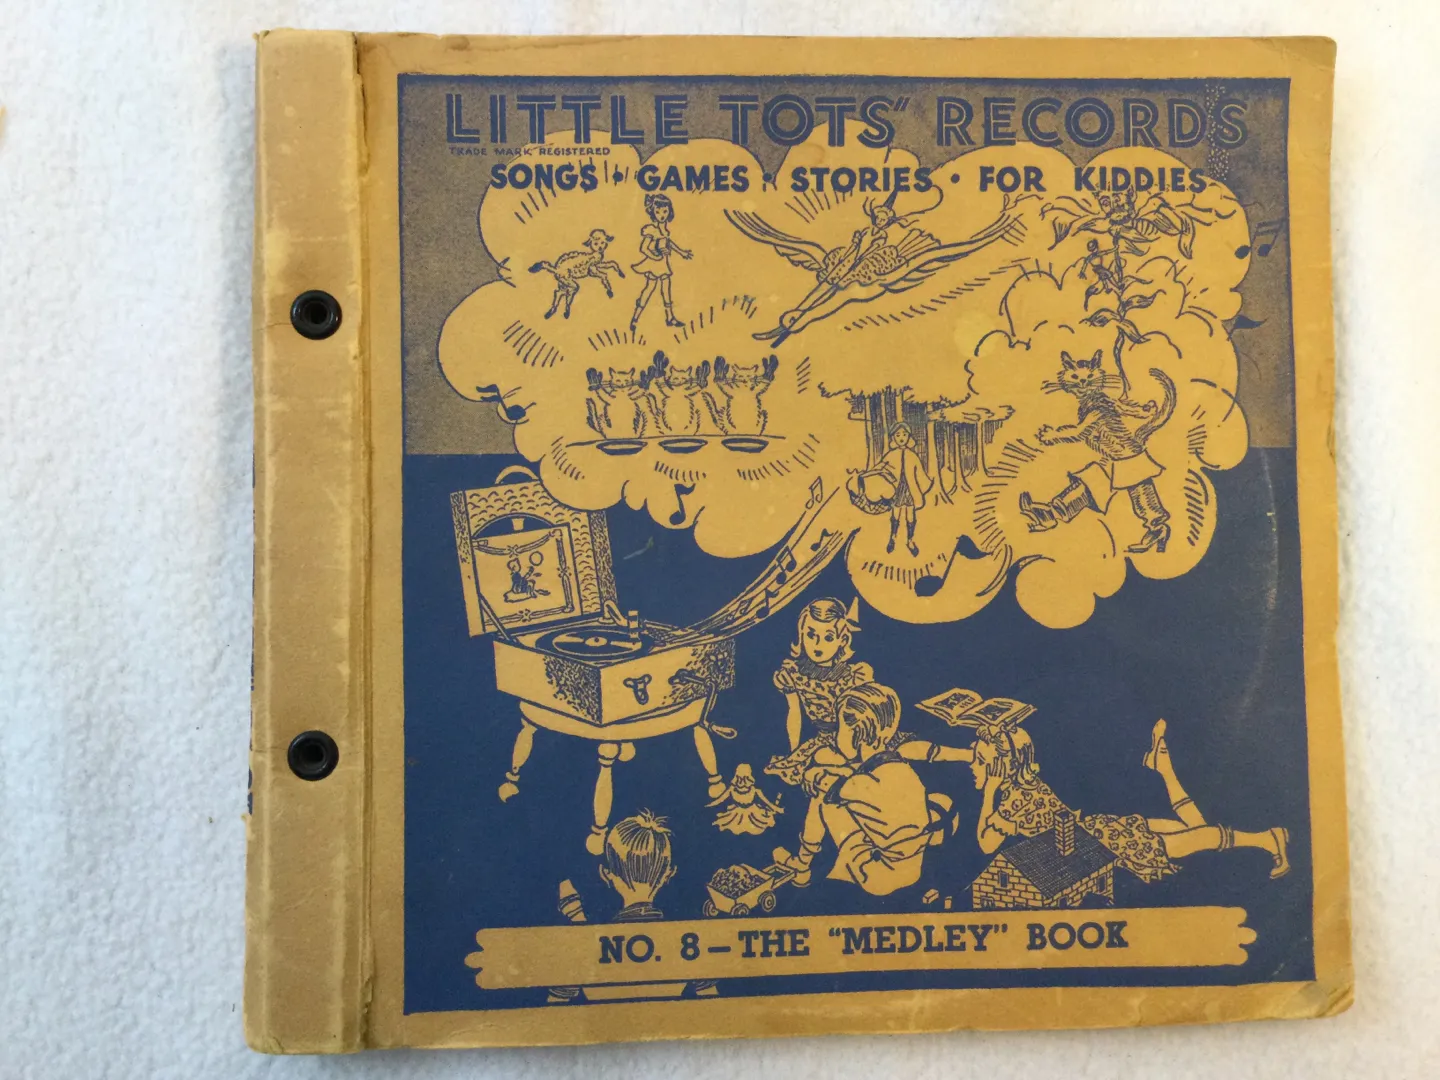 LITTLE TOTS' RECORDS
TRADE MARK REGISTERED
SONGS • GAMES • STORIES • FOR KIDDIES
NO. 8 – THE "MEDLEY" BOOK